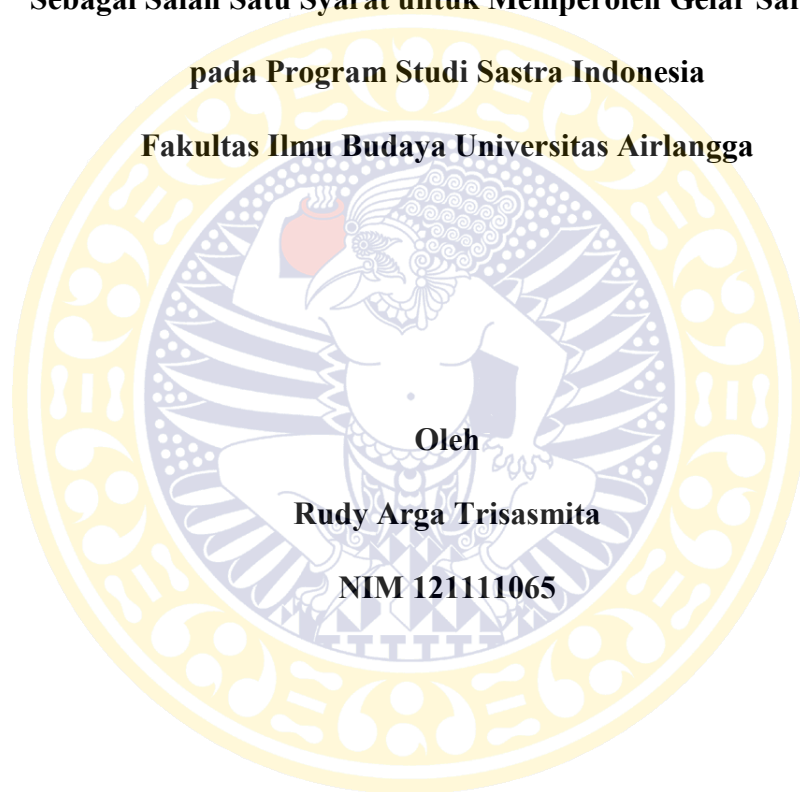 Sebagai Salah Satu Syarat untuk Memperoleh Gelar
pada Program Studi Sastra Indonesia
Fakultas Ilmu Budaya Universitas Airlangga
Oleh
Rudy Arga Trisasmita
NIM 121111065